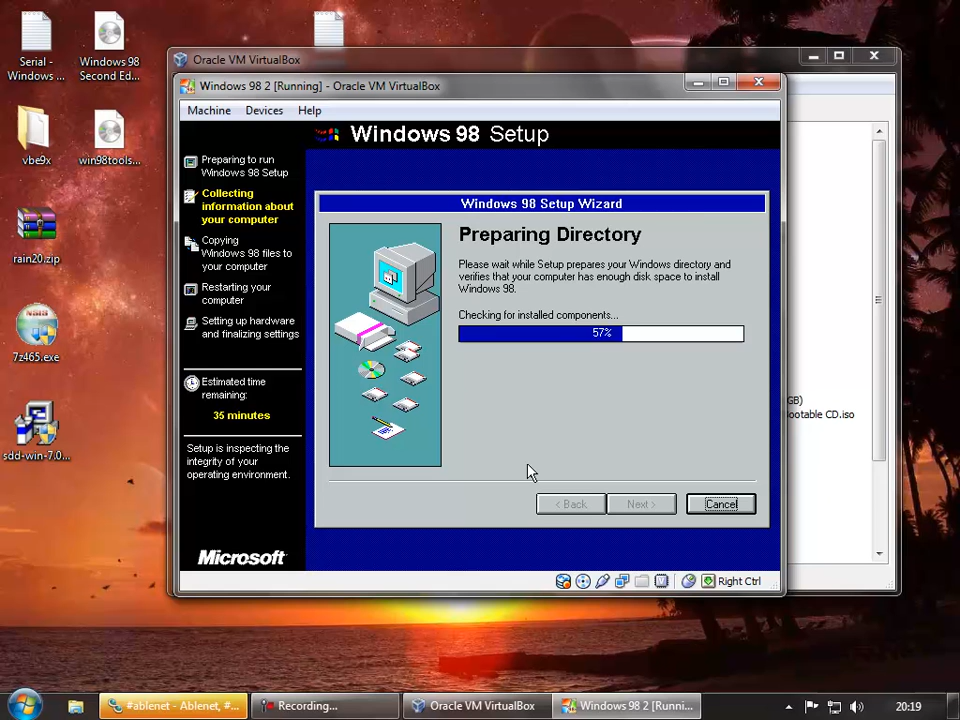 Serial -
Windows ...
Windows 98
Second Ed...
vbe9x
win98tools...
rain20.zip
7z465.exe
sdd-win-7.0...
Oracle VM VirtualBox
Windows 98 2 [Running] - Oracle VM VirtualBox
Machine Devices Help
Windows 98 Setup
Preparing to run
Windows 98 Setup
Collecting
information about
your computer
Copying
Windows 98 files to
your computer
Restarting your
computer
Setting up hardware
and finalizing settings
Estimated time
remaining:
35 minutes
Setup is inspecting the
integrity of your
operating environment.
Microsoft
Windows 98 Setup Wizard
Preparing Directory
Please wait while Setup prepares your Windows directory and
verifies that your computer has enough disk space to install
Windows 98.
Checking for installed components...
57%
< Back
Next >
Cancel
Right Ctrl
GB)
ootable CD.iso
#ablenet - Ablenet, #...
Recording...
Oracle VM VirtualBox
Windows 98 2 [Runni...
20:19